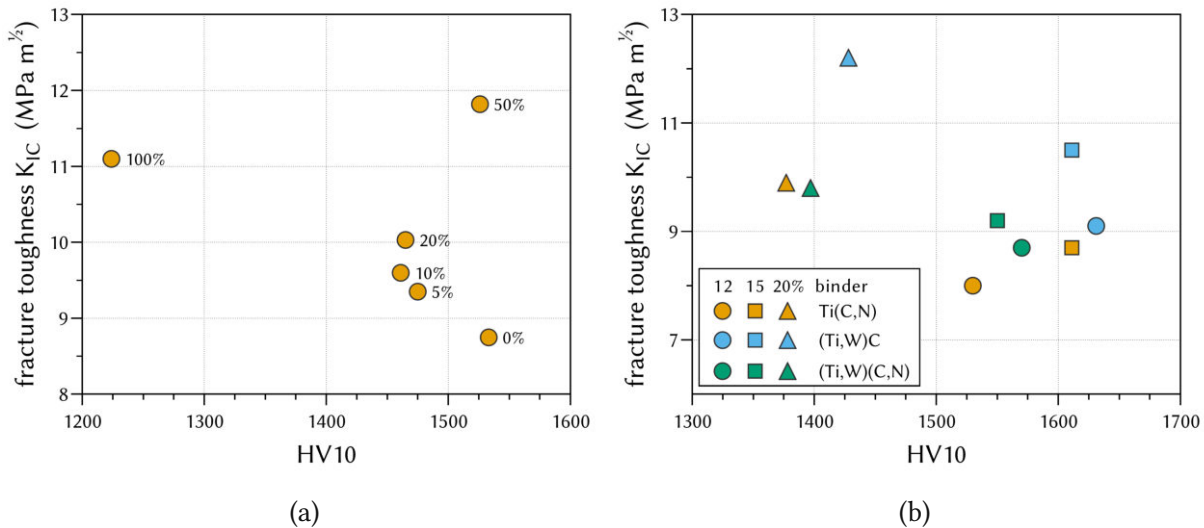 13
12
11
10
9
8
fracture toughness K_IC (MPa m^½)
50%
100%
20%
10%
5%
0%
1200 1300 1400 1500 1600
HV10
(a)
13
11
9
7
fracture toughness K_IC (MPa m^½)
12 15 20% binder
Ti(C,N)
(Ti,W)C
(Ti,W)(C,N)
1300 1400 1500 1600 1700
HV10
(b)